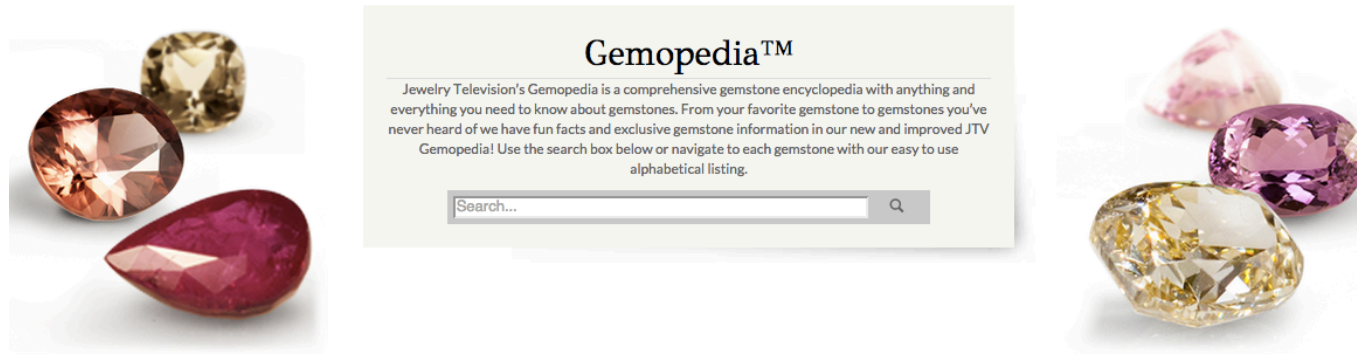 Gemopedia™
Jewelry Television's Gemopedia is a comprehensive gemstone encyclopedia with anything and
everything you need to know about gemstones. From your favorite gemstone to gemstones you've
never heard of we have fun facts and exclusive gemstone information in our new and improved JTV
Gemopedia! Use the search box below or navigate to each gemstone with our easy to use
alphabetical listing.
Search...